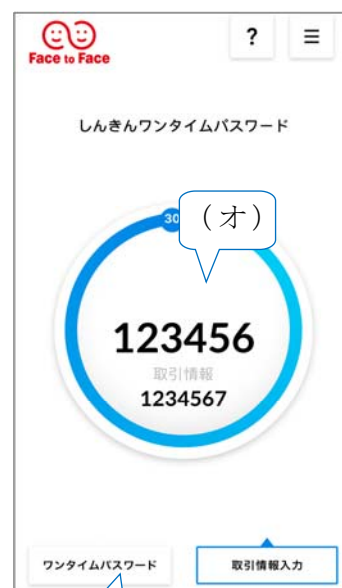 Face to Face
?
しんきんワンタイムパスワード
30
（オ）
123456
取引情報
1234567
ワンタイムパスワード
取引情報入力